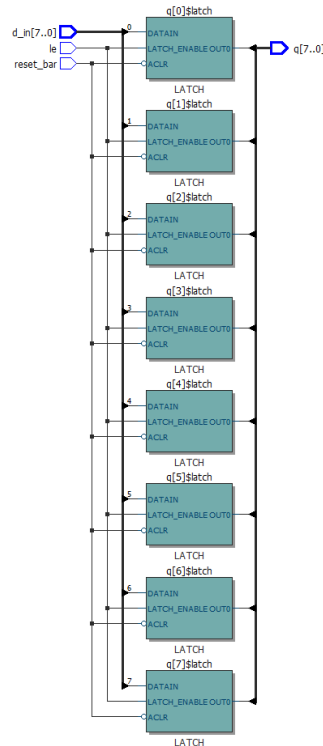 q[0]$latch
d_in[7..0]
0
DATAIN
le
LATCH_ENABLE OUT0
q[7..0]
reset_bar
ACLR
LATCH
q[1]$latch
1
DATAIN
LATCH_ENABLE OUT0
ACLR
LATCH
q[2]$latch
2
DATAIN
LATCH_ENABLE OUT0
ACLR
LATCH
q[3]$latch
3
DATAIN
LATCH_ENABLE OUT0
ACLR
LATCH
q[4]$latch
4
DATAIN
LATCH_ENABLE OUT0
ACLR
LATCH
q[5]$latch
5
DATAIN
LATCH_ENABLE OUT0
ACLR
LATCH
q[6]$latch
6
DATAIN
LATCH_ENABLE OUT0
ACLR
LATCH
q[7]$latch
7
DATAIN
LATCH_ENABLE OUT0
ACLR
LATCH